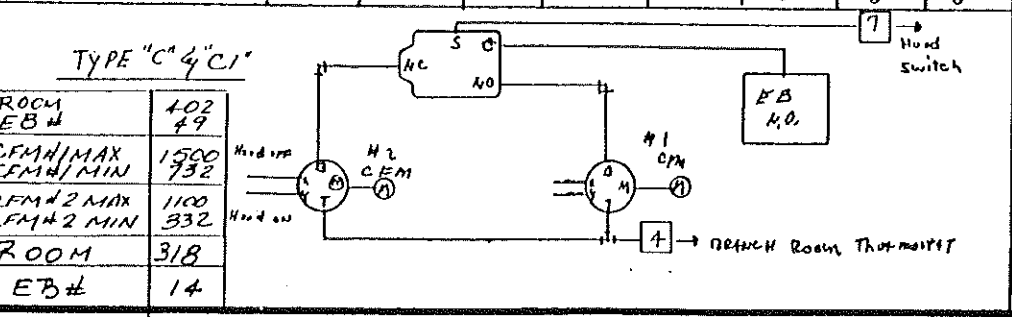 TYPE "C" & "C1"
ROOM 402
EB # 49
CFM#1 MAX 1500
CFM#1 MIN 732
CFM#2 MAX 1100
CFM#2 MIN 332
ROOM 318
EB # 14
Hood off
Hood on
S
O
NC
NO
7
Hood
switch
EB
N.O.
#2
CFM
M
M
T
#1
CFM
M
M
4
BRANCH Room Thermostat